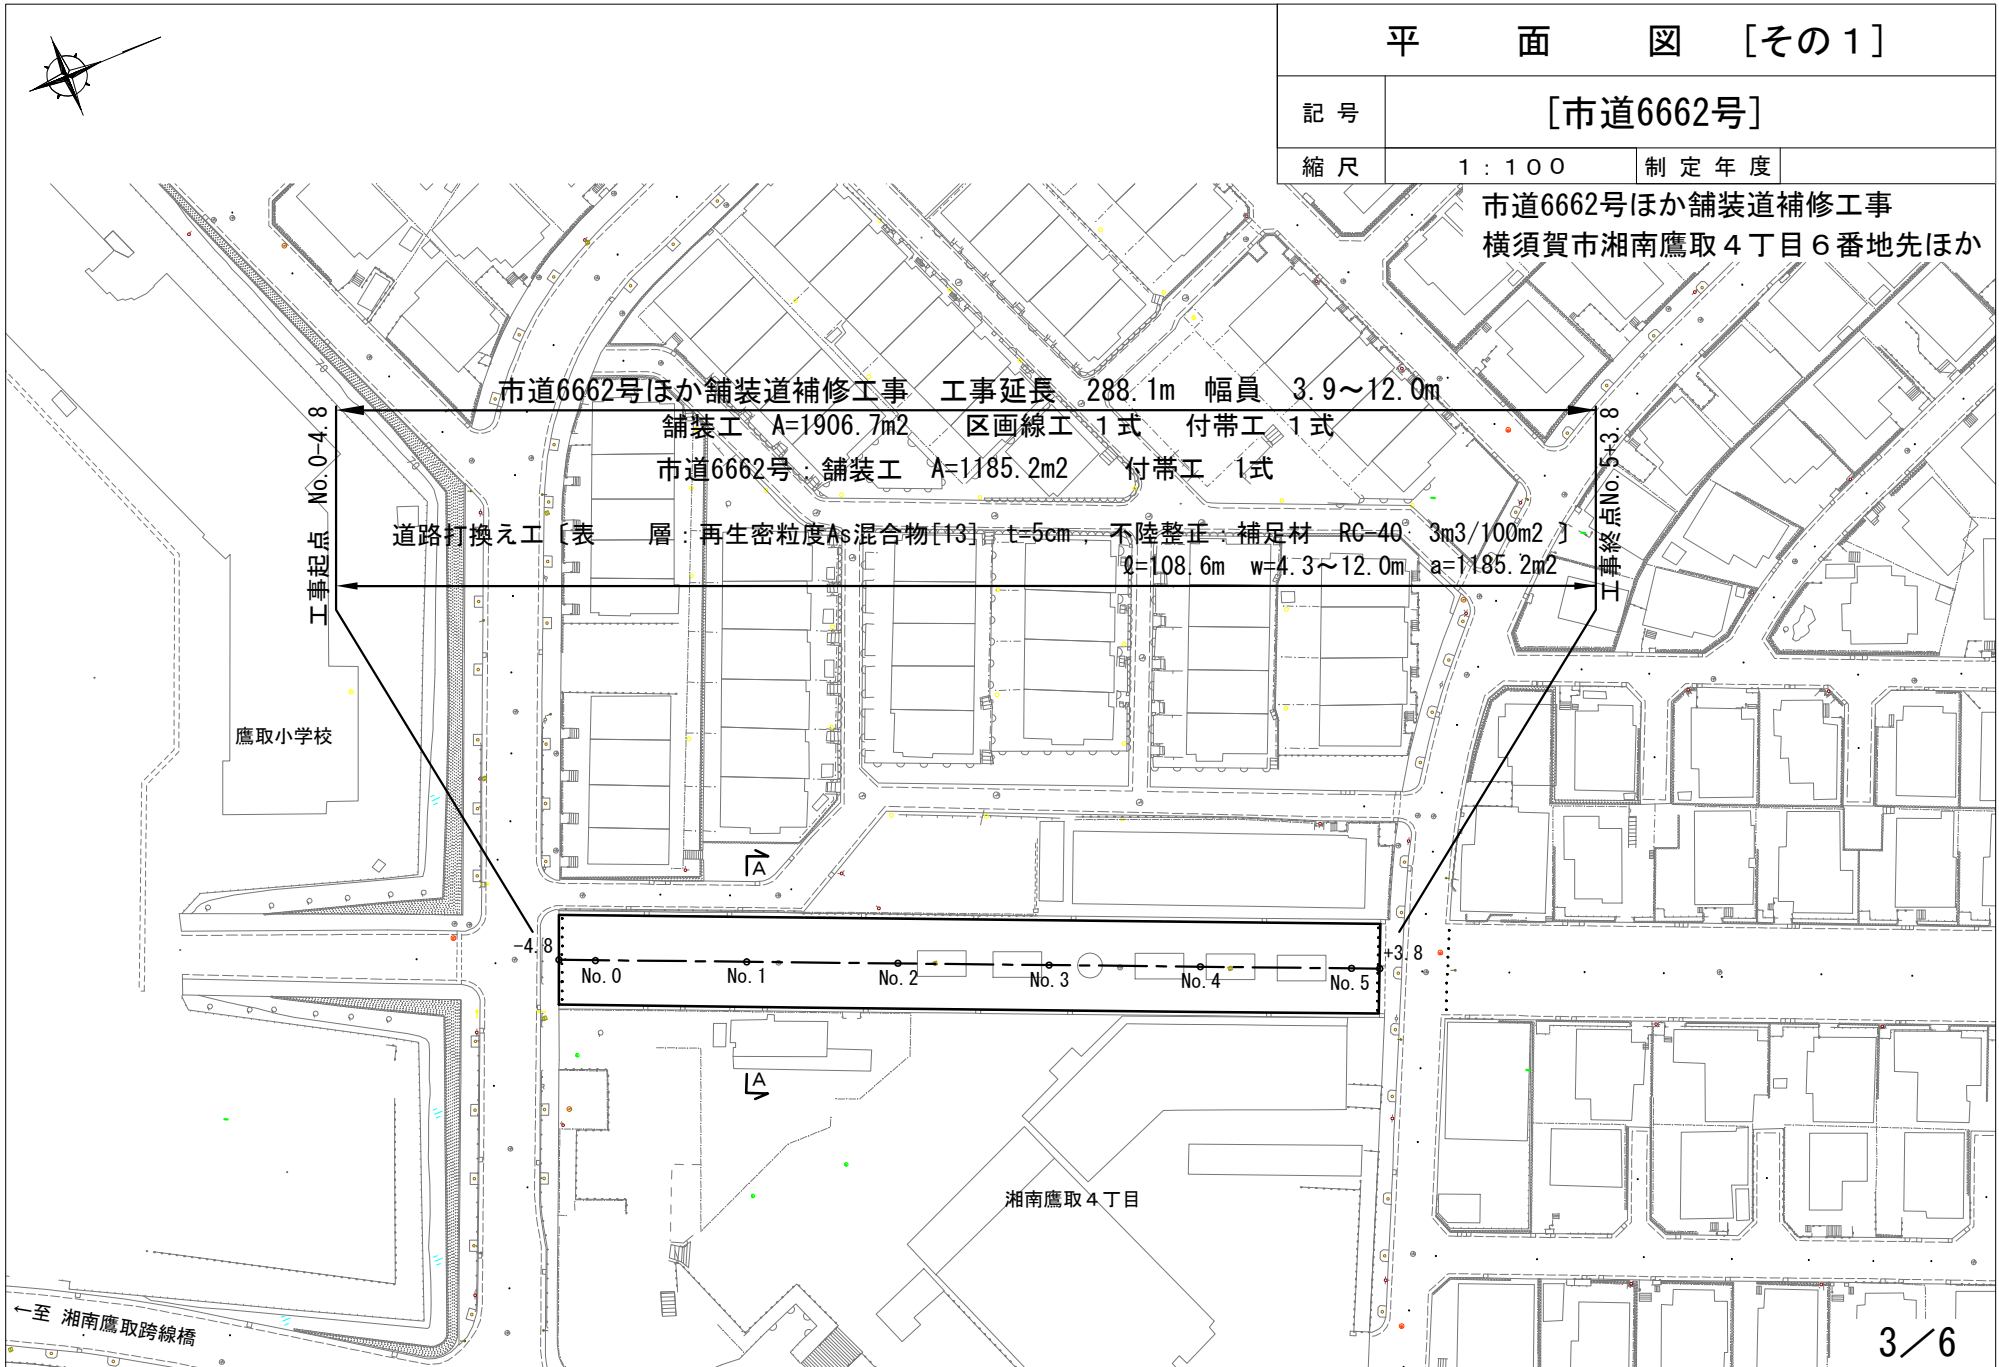 平 面 図 ［その１］
記 号 ［市道6662号］
縮 尺 １：１００ 制 定 年 度
市道6662号ほか舗装道補修工事
横須賀市湘南鷹取４丁目６番地先ほか
市道6662号ほか舗装道補修工事 工事延長 288.1m 幅員 3.9～12.0m
舗装工 A=1906.7m2 区画線工 1式 付帯工 1式
市道6662号：舗装工 A=1185.2m2 付帯工 1式
道路打換え工〔表 層：再生密粒度As混合物[13] t=5cm，不陸整正：補足材 RC-40 3m3/100m2 〕
ℓ=108.6m w=4.3～12.0m a=1185.2m2
工事起点 No.0-4.8
工事終点No.5+3.8
鷹取小学校
A
-4.8
No.0
No.1
No.2
No.3
No.4
No.5
+3.8
A
湘南鷹取４丁目
←至 湘南鷹取跨線橋
3／6